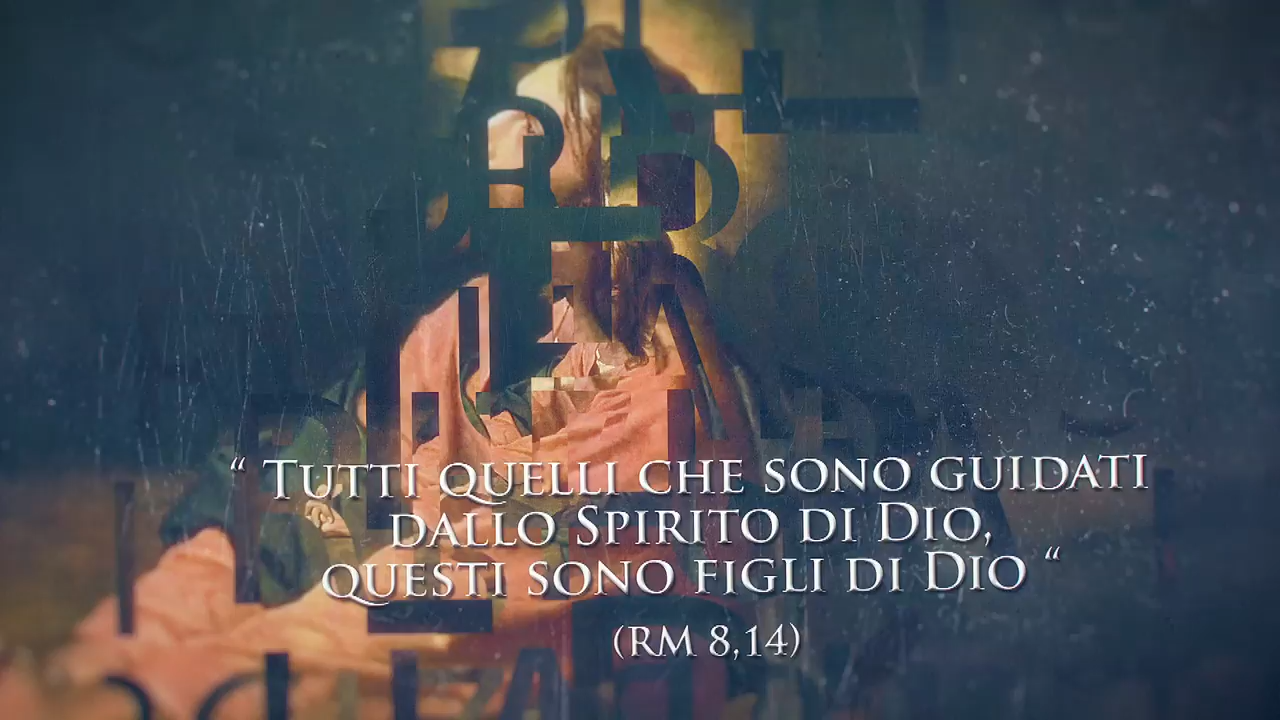 “ Tutti quelli che sono guidati
dallo Spirito di Dio,
questi sono figli di Dio “
(RM 8,14)